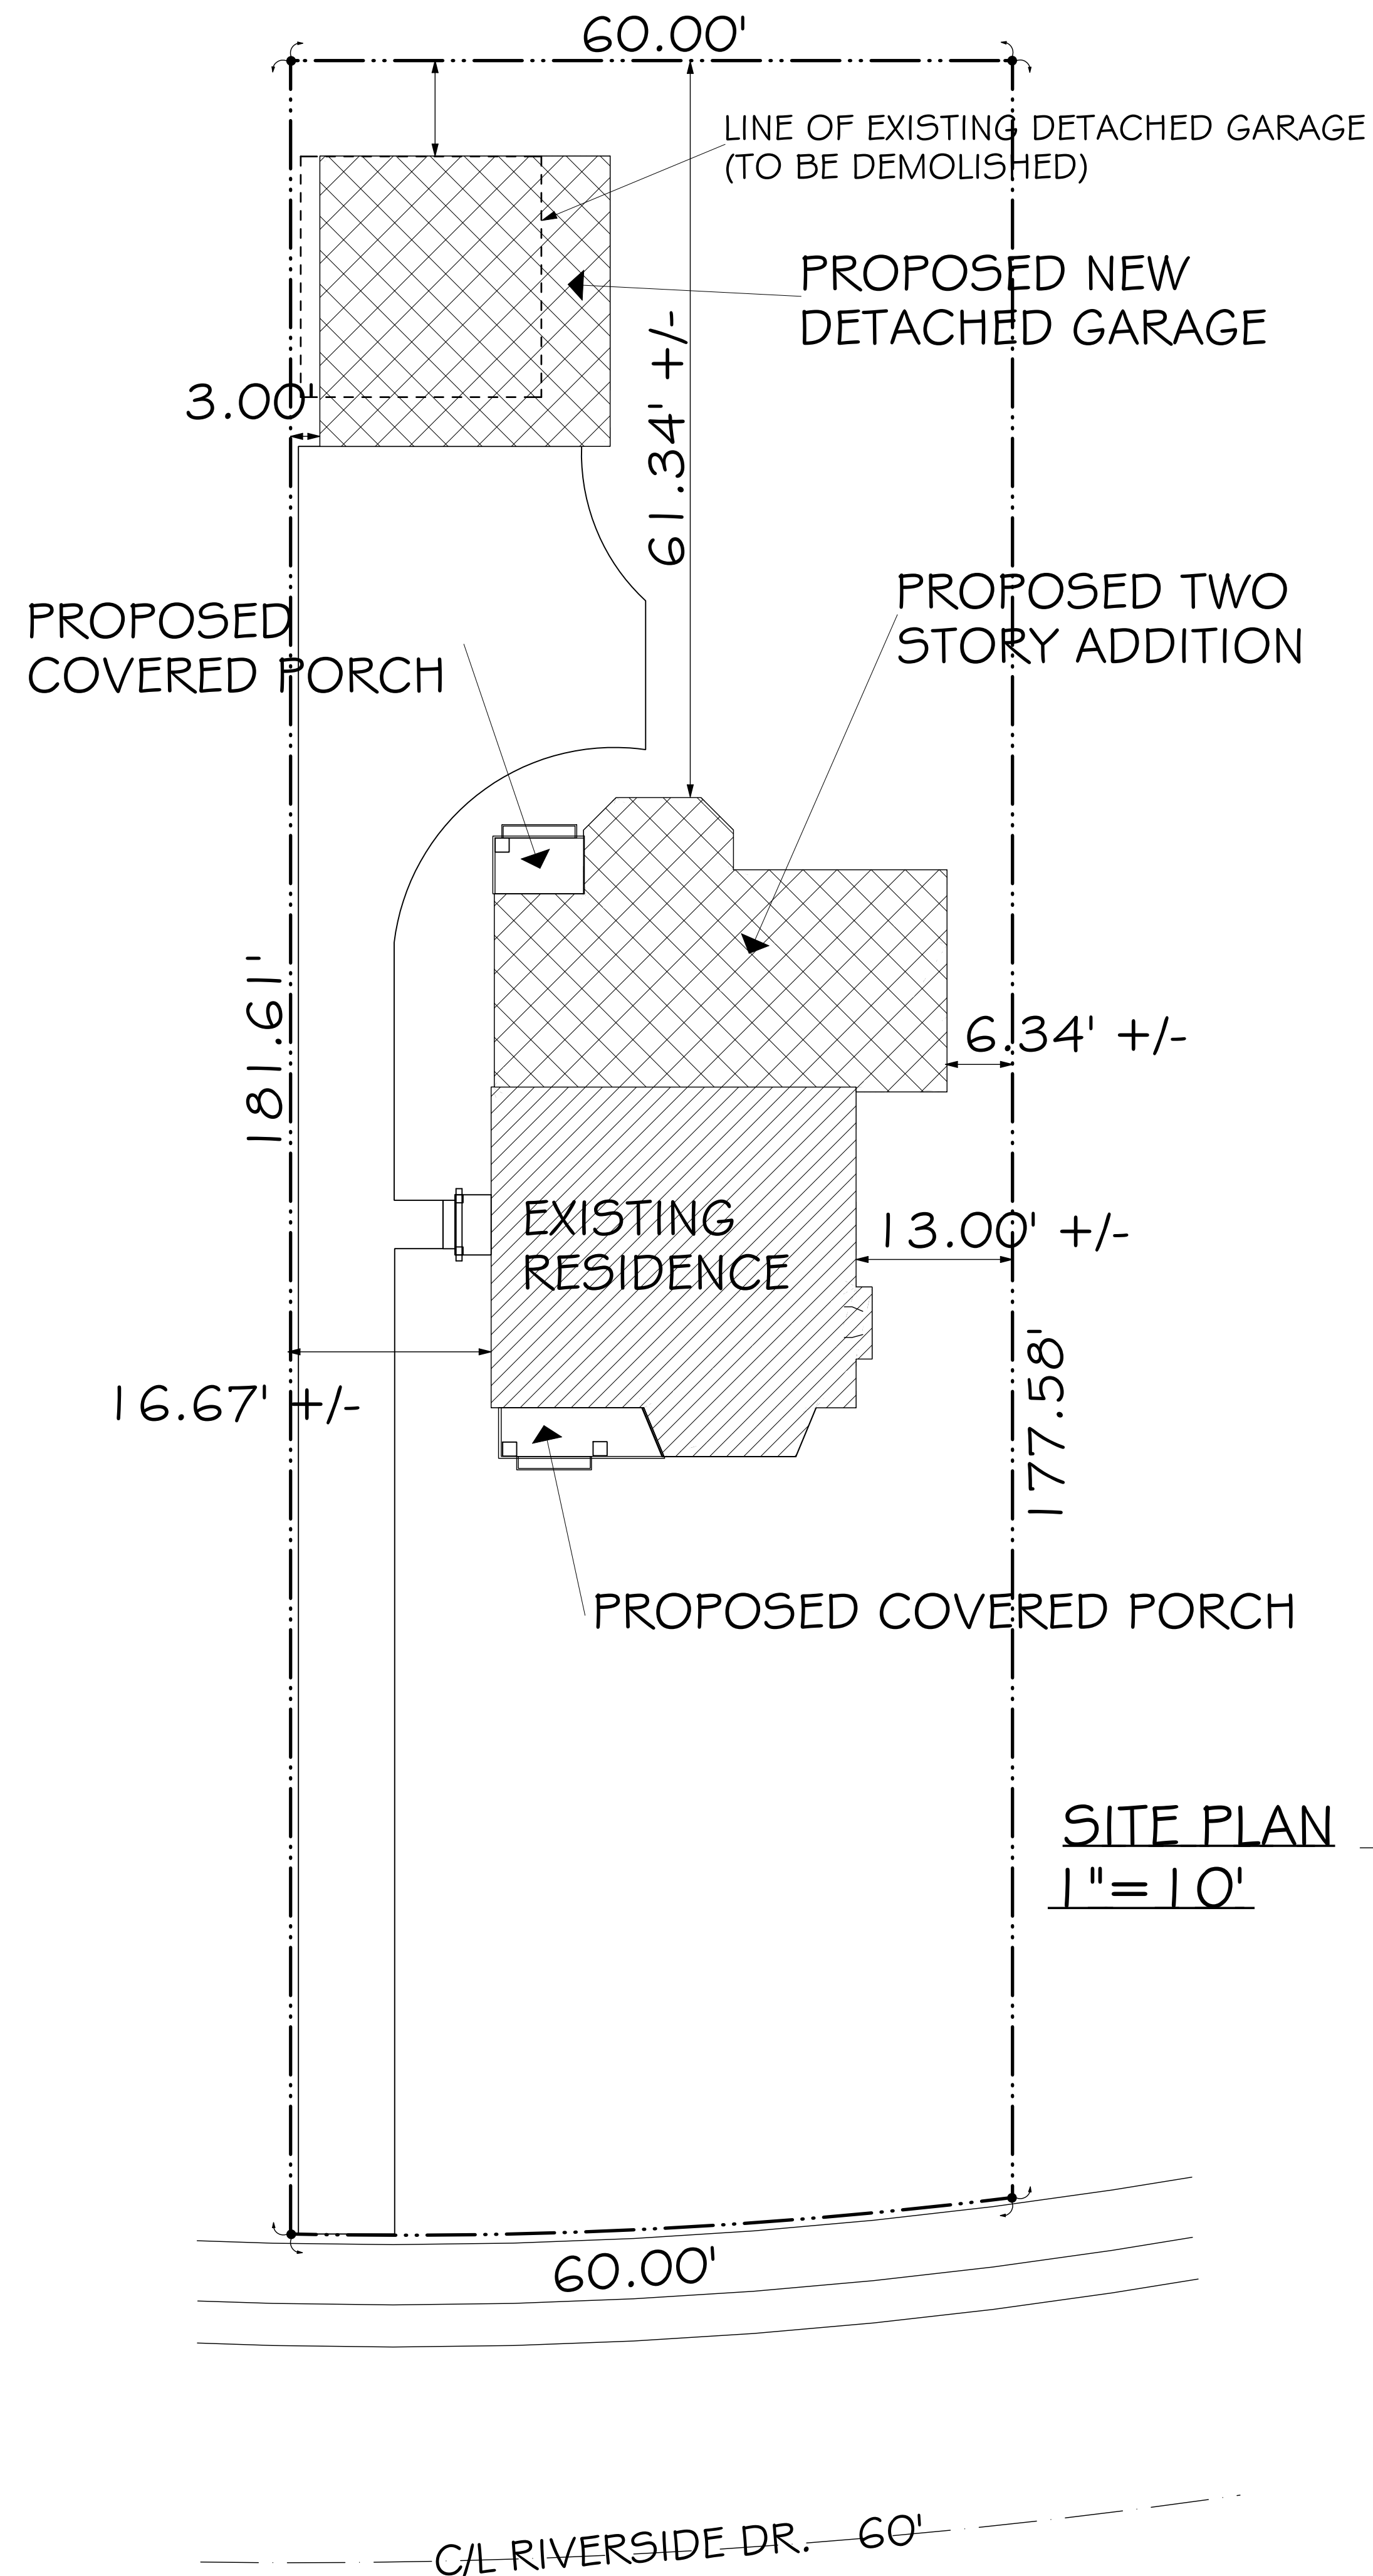 60.00'
LINE OF EXISTING DETACHED GARAGE
(TO BE DEMOLISHED)
PROPOSED NEW
DETACHED GARAGE
3.00'
61.34' +/-
PROPOSED TWO
STORY ADDITION
PROPOSED
COVERED PORCH
181.61'
6.34' +/-
EXISTING
RESIDENCE
13.00' +/-
16.67' +/-
177.58'
PROPOSED COVERED PORCH
SITE PLAN
1"=10'
60.00'
C/L RIVERSIDE DR. 60'